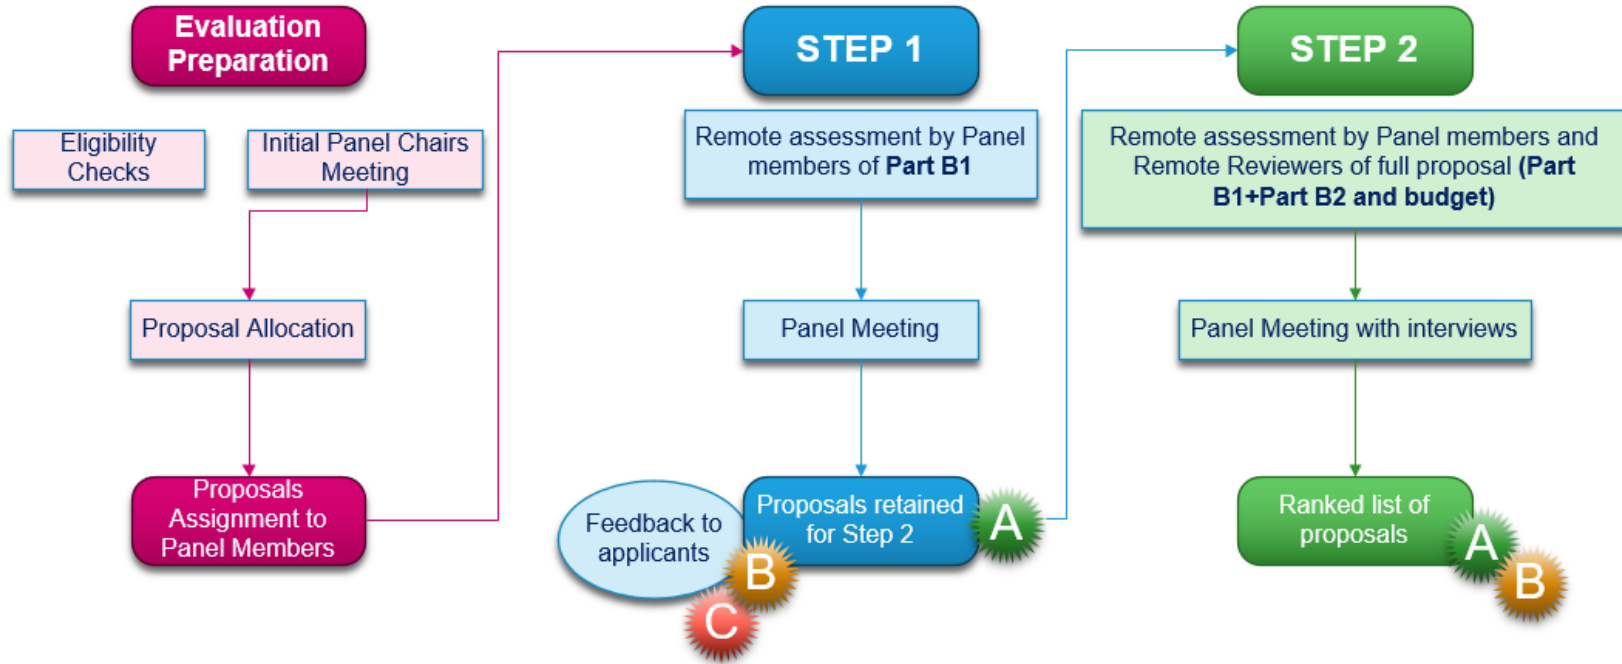 Evaluation
Preparation
Eligibility
Checks
Initial Panel Chairs
Meeting
Proposal Allocation
Proposals
Assignment to
Panel Members
STEP 1
Remote assessment by Panel
members of Part B1
Panel Meeting
Feedback to
applicants
Proposals retained
for Step 2
A
B
C
STEP 2
Remote assessment by Panel members and
Remote Reviewers of full proposal (Part
B1+Part B2 and budget)
Panel Meeting with interviews
Ranked list of
proposals
A
B